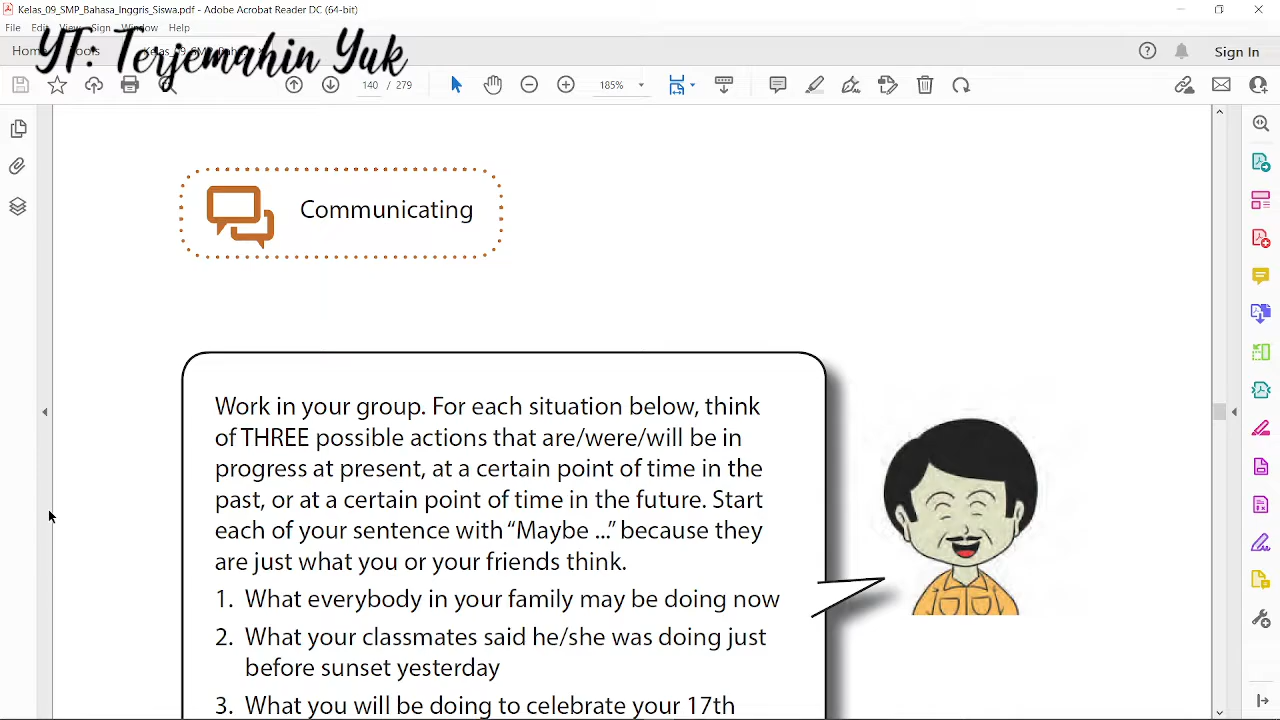 Kelas_09_SMP_Bahasa_Inggris_Siswa.pdf - Adobe Acrobat Reader DC (64-bit)
File Edit View Sign Window Help
YT: Terjemahin Yuk
Home Tools
Sign In
140 / 279
185%
Communicating
Work in your group. For each situation below, think
of THREE possible actions that are/were/will be in
progress at present, at a certain point of time in the
past, or at a certain point of time in the future. Start
each of your sentence with “Maybe ...” because they
are just what you or your friends think.
1. What everybody in your family may be doing now
2. What your classmates said he/she was doing just
before sunset yesterday
3. What you will be doing to celebrate your 17th